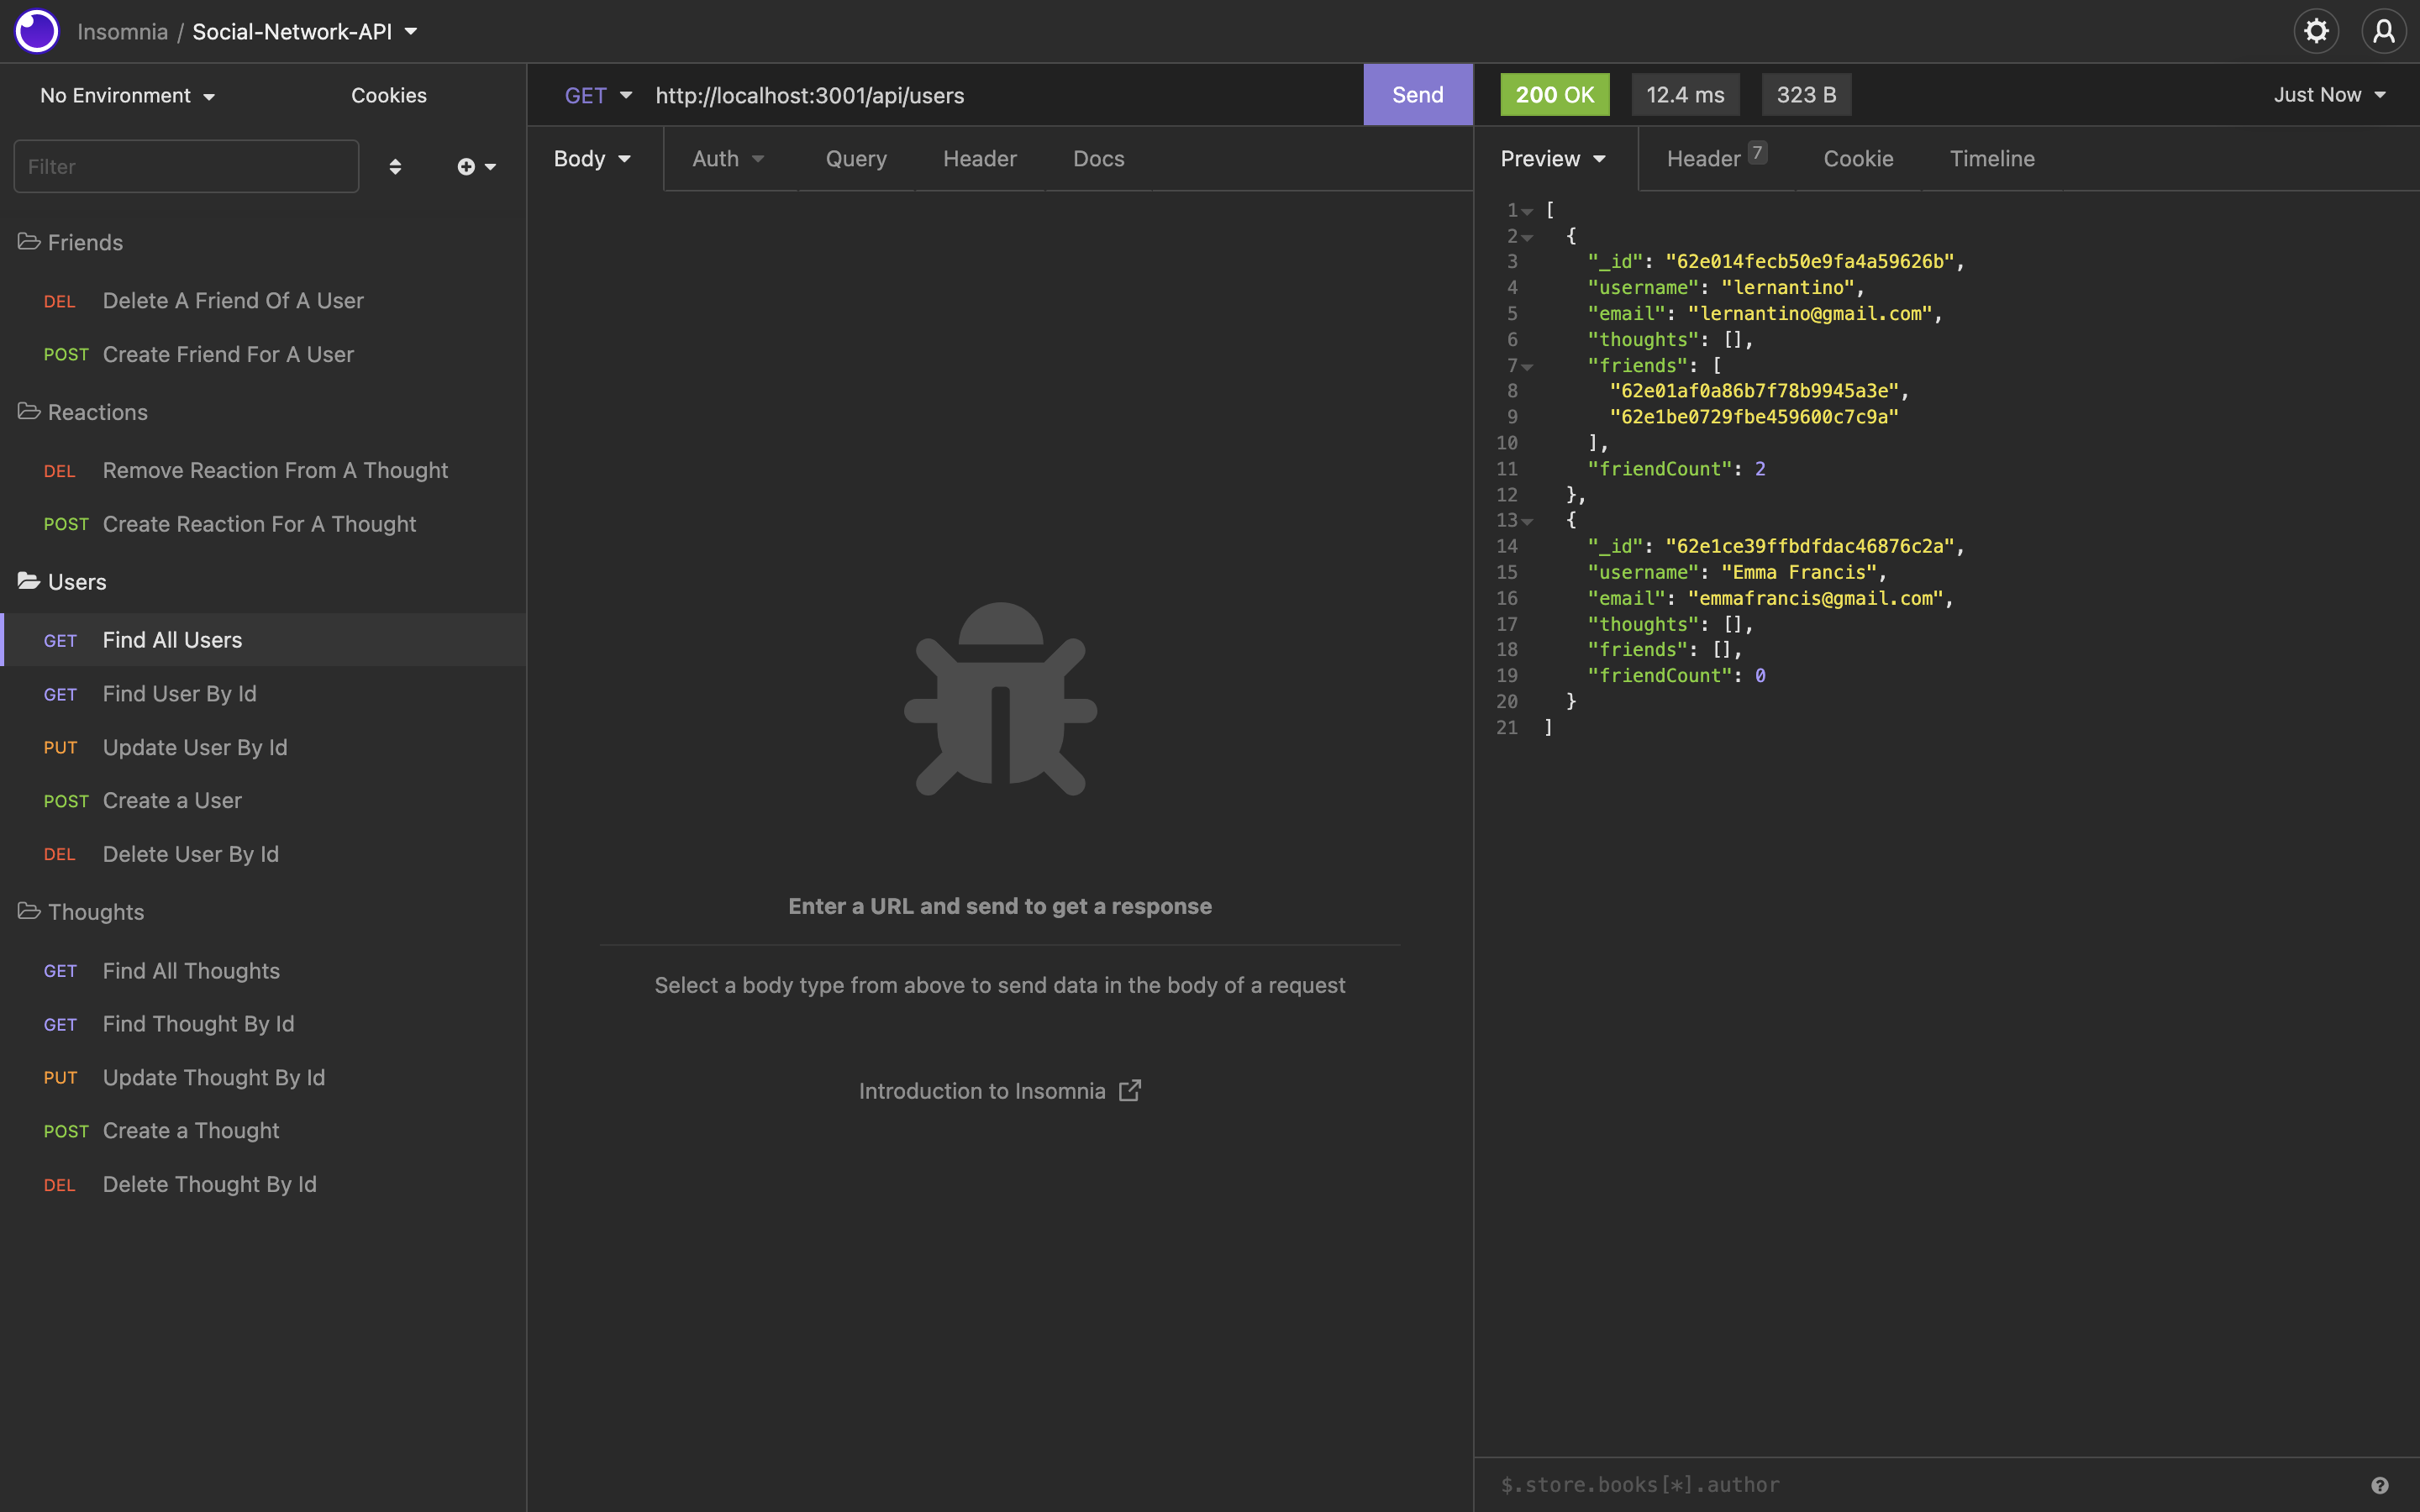 Insomnia / Social-Network-API
No Environment
Cookies
Filter
Friends
DEL Delete A Friend Of A User
POST Create Friend For A User
Reactions
DEL Remove Reaction From A Thought
POST Create Reaction For A Thought
Users
GET Find All Users
GET Find User By Id
PUT Update User By Id
POST Create a User
DEL Delete User By Id
Thoughts
GET Find All Thoughts
GET Find Thought By Id
PUT Update Thought By Id
POST Create a Thought
DEL Delete Thought By Id
GET http://localhost:3001/api/users Send
Body Auth Query Header Docs
Enter a URL and send to get a response
Select a body type from above to send data in the body of a request
Introduction to Insomnia
200 OK 12.4 ms 323 B Just Now
Preview Header 7 Cookie Timeline
1 [
2 {
3 "_id": "62e014fecb50e9fa4a59626b",
4 "username": "lernantino",
5 "email": "lernantino@gmail.com",
6 "thoughts": [],
7 "friends": [
8 "62e01af0a86b7f78b9945a3e",
9 "62e1be0729fbe459600c7c9a"
10 ],
11 "friendCount": 2
12 },
13 {
14 "_id": "62e1ce39ffbdfdac46876c2a",
15 "username": "Emma Francis",
16 "email": "emmafrancis@gmail.com",
17 "thoughts": [],
18 "friends": [],
19 "friendCount": 0
20 }
21 ]
$.store.books[*].author